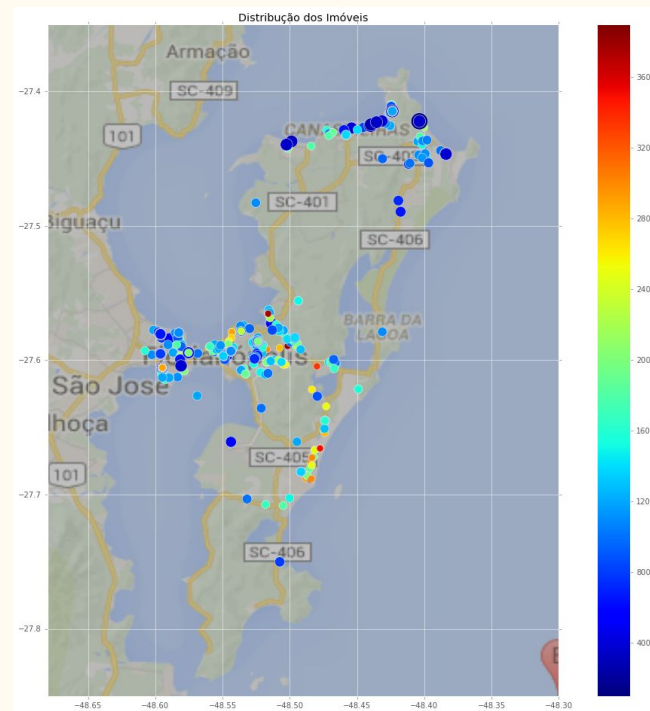 Distribução dos Imóveis
−27.4
−27.5
−27.6
−27.7
−27.8
Armação
SC-409
101
SC-401
Biguaçu
SC-406
BARRA DA
LAGOA
São José
lhoça
SC-405
101
SC-406
−48.65
−48.60
−48.55
−48.50
−48.45
−48.40
−48.35
−48.30
360
320
280
240
200
160
120
800
400